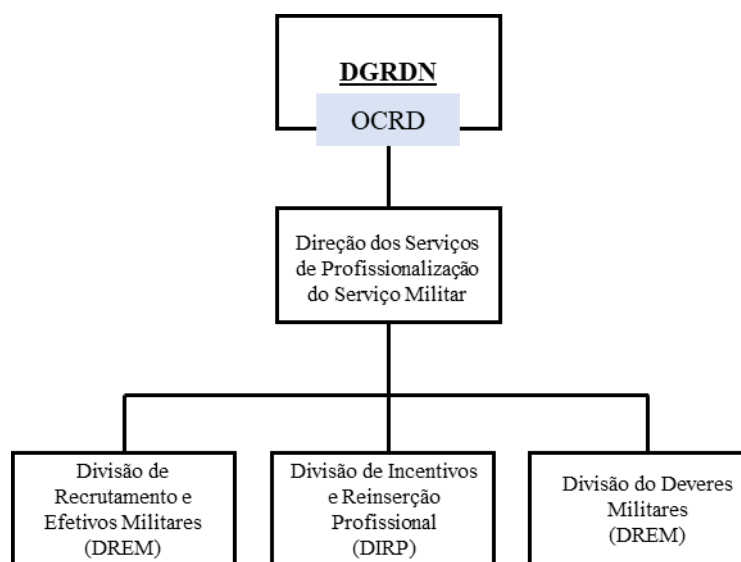 DGRDN
OCRD
Direção dos Serviços
de Profissionalização
do Serviço Militar
Divisão de
Recrutamento e
Efetivos Militares
(DREM)
Divisão de Incentivos
e Reinserção
Profissional
(DIRP)
Divisão do Deveres
Militares
(DREM)